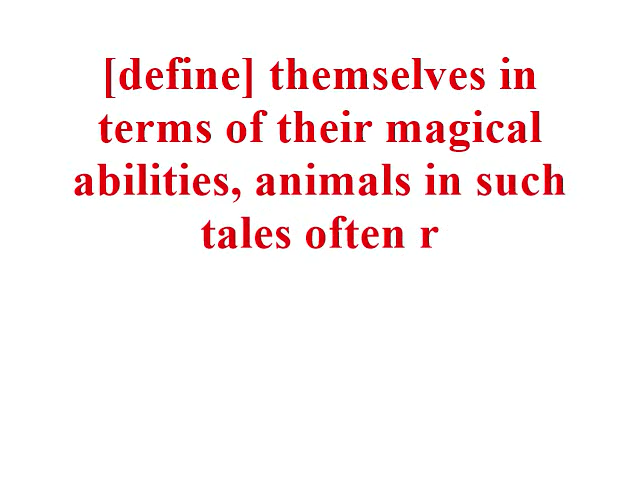 [define] themselves in
terms of their magical
abilities, animals in such
tales often r